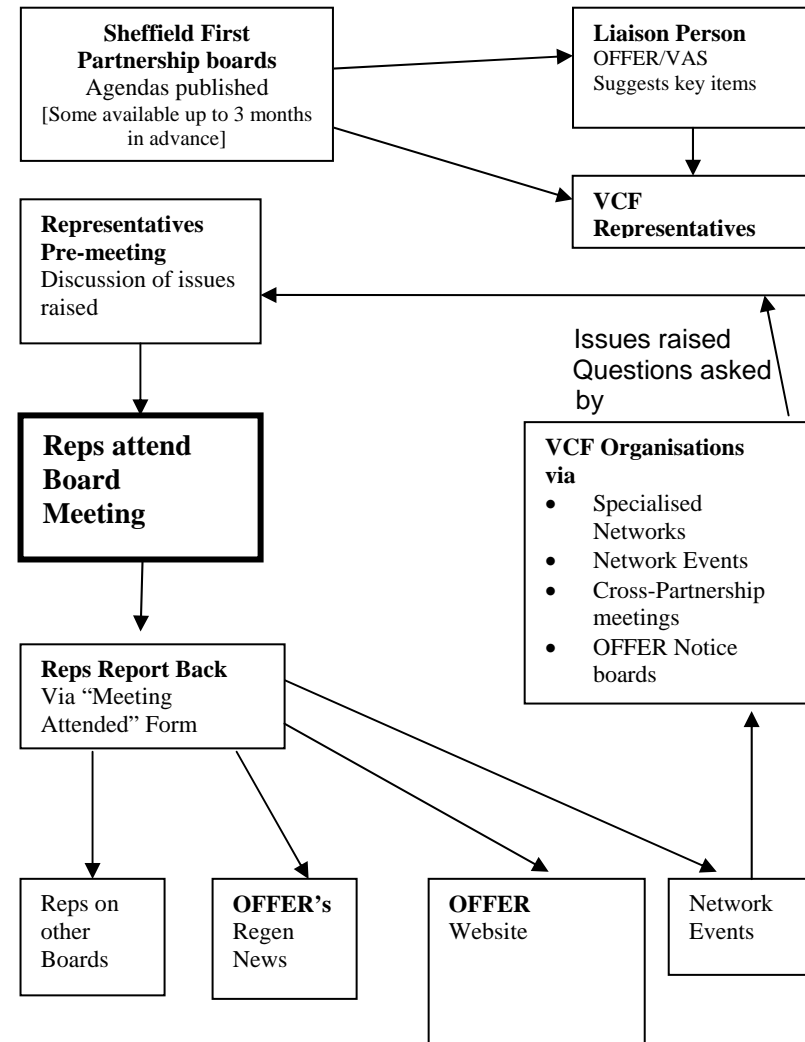 Sheffield First
Partnership boards
Agendas published
[Some available up to 3 months
in advance]
Liaison Person
OFFER/VAS
Suggests key items
VCF
Representatives
Representatives
Pre-meeting
Discussion of issues
raised
Issues raised
Questions asked
by
Reps attend
Board
Meeting
VCF Organisations
via
• Specialised
Networks
• Network Events
• Cross-Partnership
meetings
• OFFER Notice
boards
Reps Report Back
Via “Meeting
Attended” Form
Reps on
other
Boards
OFFER's
Regen
News
OFFER
Website
Network
Events